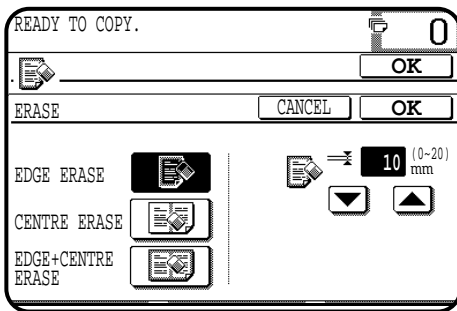 READY TO COPY.
0
OK
ERASE
CANCEL
OK
EDGE ERASE
10 (0~20) mm
CENTRE ERASE
EDGE+CENTRE
ERASE